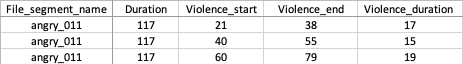 File_segment_name Duration Violence_start Violence_end Violence_duration
angry_011 117 21 38 17
angry_011 117 40 55 15
angry_011 117 60 79 19